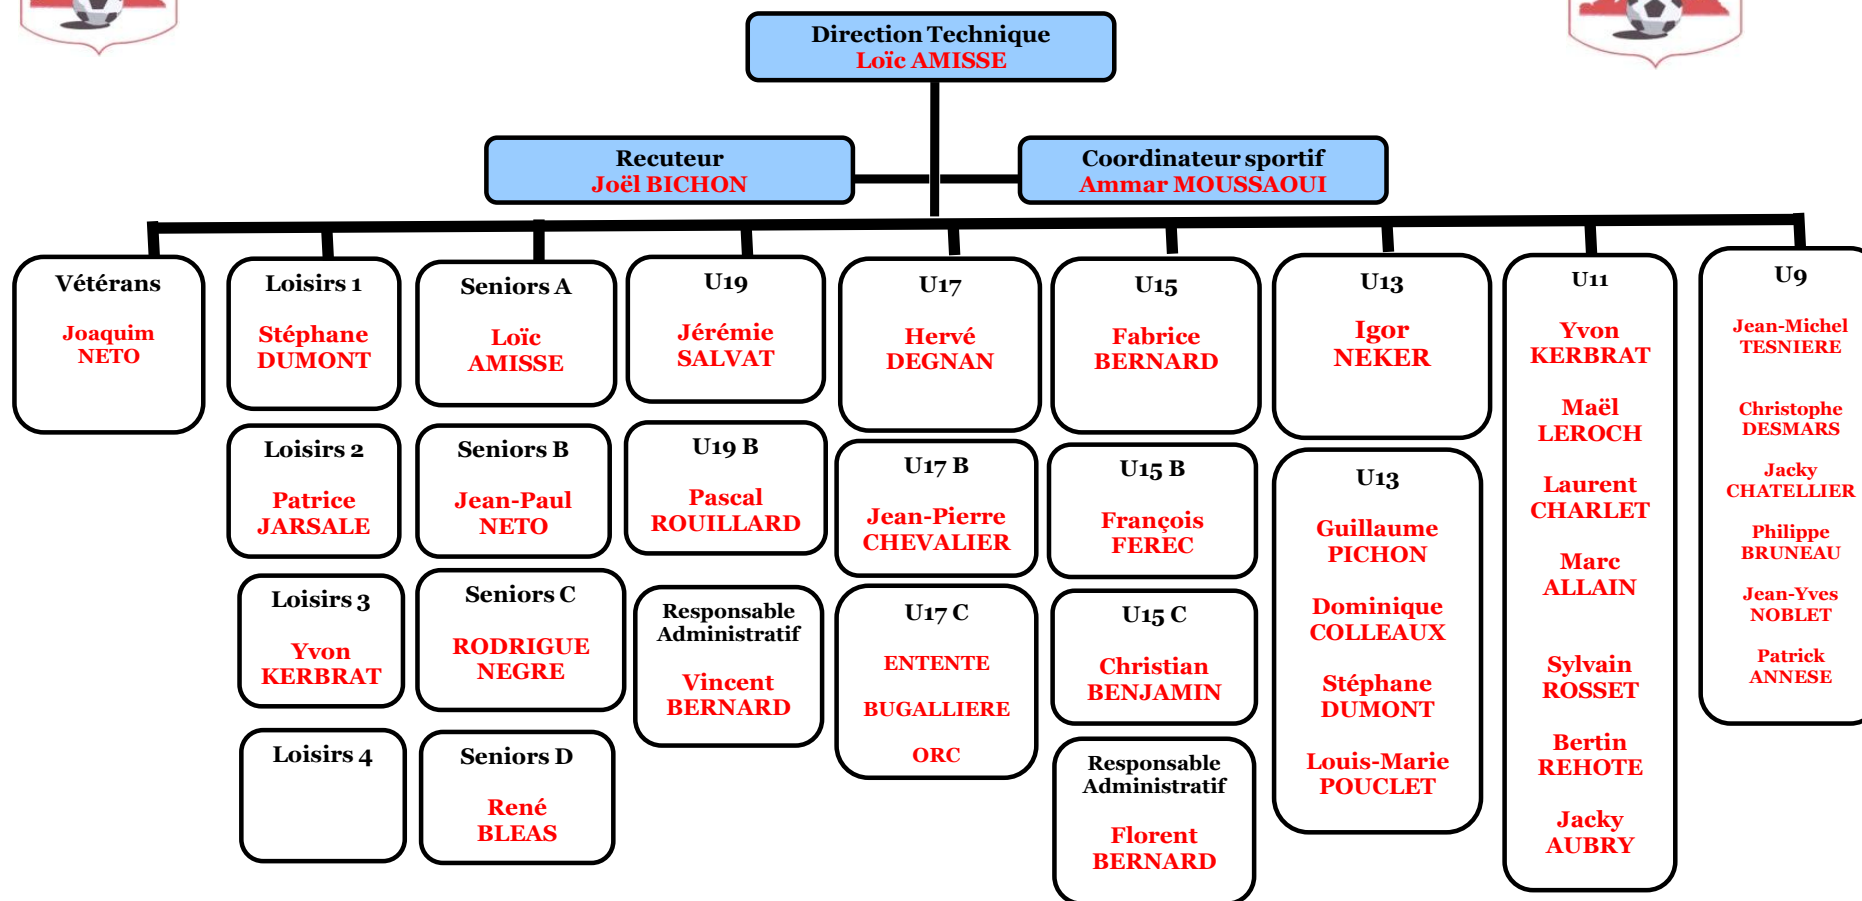 Direction Technique
Loïc AMISSE
Recuteur
Joël BICHON
Coordinateur sportif
Ammar MOUSSAOUI
Vétérans
Joaquim
NETO
Loisirs 1
Stéphane
DUMONT
Loisirs 2
Patrice
JARSALE
Loisirs 3
Yvon
KERBRAT
Loisirs 4
Seniors A
Loïc
AMISSE
Seniors B
Jean-Paul
NETO
Seniors C
RODRIGUE
NEGRE
Seniors D
René
BLEAS
U19
Jérémie
SALVAT
U19 B
Pascal
ROUILLARD
Responsable
Administratif
Vincent
BERNARD
U17
Hervé
DEGNAN
U17 B
Jean-Pierre
CHEVALIER
U17 C
ENTENTE
BUGALLIERE
ORC
U15
Fabrice
BERNARD
U15 B
François
FEREC
U15 C
Christian
BENJAMIN
Responsable
Administratif
Florent
BERNARD
U13
Igor
NEKER
U13
Guillaume
PICHON
Dominique
COLLEAUX
Stéphane
DUMONT
Louis-Marie
POUCLET
U11
Yvon
KERBRAT
Maël
LEROCH
Laurent
CHARLET
Marc
ALLAIN
Sylvain
ROSSET
Bertin
REHOTE
Jacky
AUBRY
U9
Jean-Michel
TESNIERE
Christophe
DESMARS
Jacky
CHATELLIER
Philippe
BRUNEAU
Jean-Yves
NOBLET
Patrick
ANNESE